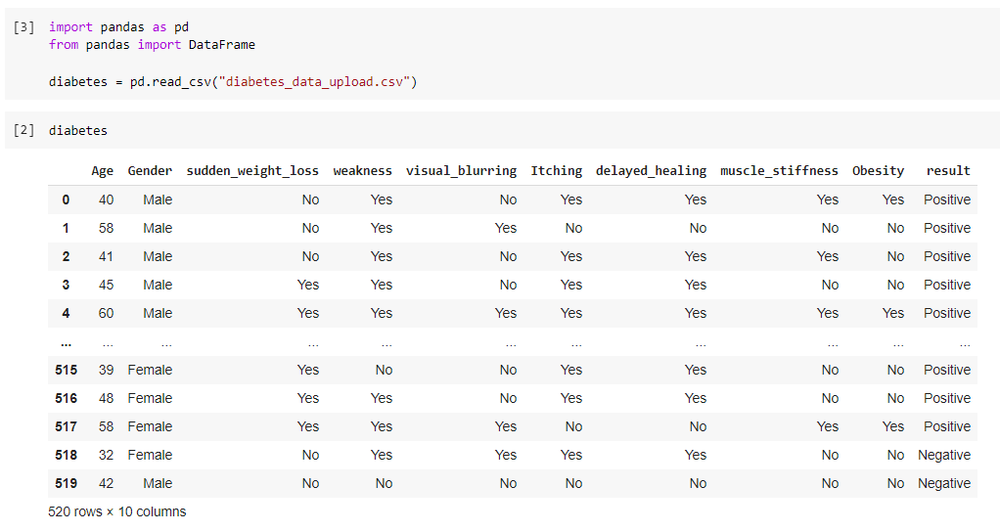 [3] import pandas as pd
from pandas import DataFrame
diabetes = pd.read_csv("diabetes_data_upload.csv")
[2] diabetes
Age Gender sudden_weight_loss weakness visual_blurring Itching delayed_healing muscle_stiffness Obesity result
0 40 Male No Yes No Yes Yes Yes Yes Positive
1 58 Male No Yes Yes No No No No Positive
2 41 Male No Yes No Yes Yes Yes No Positive
3 45 Male Yes Yes No Yes Yes No No Positive
4 60 Male Yes Yes Yes Yes Yes Yes Yes Positive
... ... ... ... ... ... ... ... ... ... ...
515 39 Female Yes No No Yes Yes No No Positive
516 48 Female Yes Yes No Yes Yes No No Positive
517 58 Female Yes Yes Yes No No Yes Yes Positive
518 32 Female No Yes Yes Yes Yes No No Negative
519 42 Male No No No No No No No Negative
520 rows × 10 columns